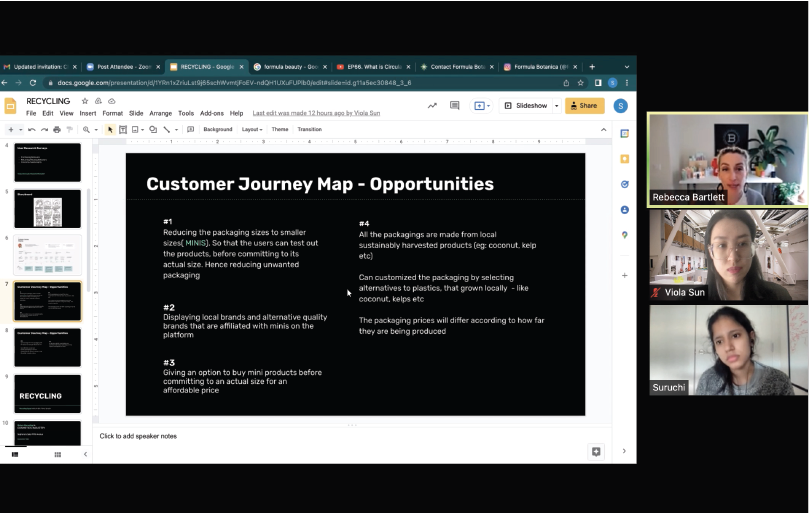 Updated invitation: C
Post Attendee - Zoom
RECYCLING - Google
formula beauty - Goo
EP66. What is Circula
Contact Formula Bota
Formula Botanica (@
docs.google.com/presentation/d/
RECYCLING
File Edit View Insert Format Slide Arrange Tools Add-ons Help
Last edit was made 12 hours ago by Viola Sun
Slideshow
Share
S
Background Layout Theme Transition
4
5
6
7
8
9
10
RECYCLING
Customer Journey Map - Opportunities
#1
Reducing the packaging sizes to smaller
sizes( MINIS). So that the users can test out
the products, before committing to its
actual size. Hence reducing unwanted
packaging
#2
Displaying local brands and alternative quality
brands that are affiliated with minis on the
platform
#3
Giving an option to buy mini products before
committing to an actual size for an
affordable price
#4
All the packagings are made from local
sustainably harvested products (eg: coconut, kelp
etc)
Can customized the packaging by selecting
alternatives to plastics, that grown locally - like
coconut, kelps etc
The packaging prices will differ according to how far
they are being produced
Click to add speaker notes
Rebecca Bartlett
Viola Sun
Suruchi